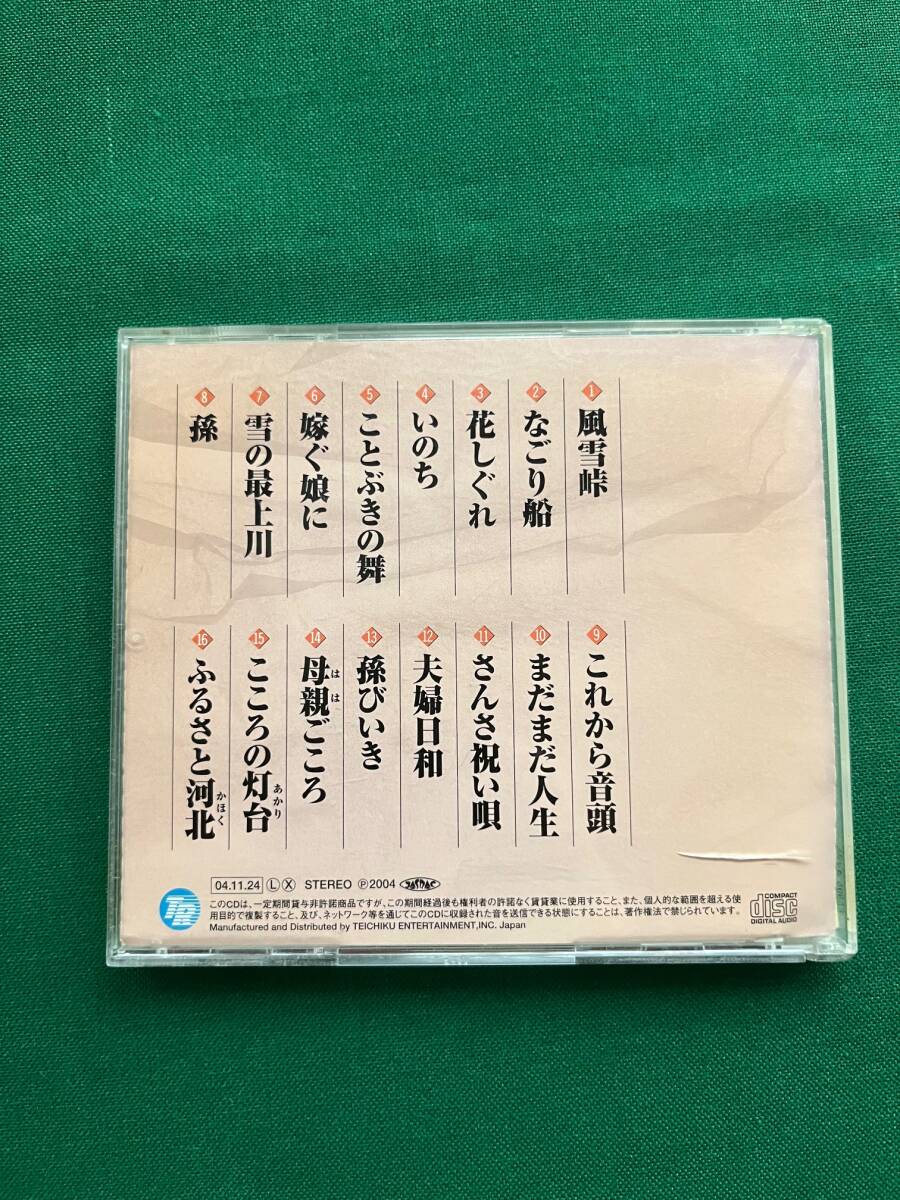 1 風雪峠
2 なごり船
3 花しぐれ
4 いのち
5 ことぶきの舞
6 嫁ぐ娘に
7 雪の最上川
8 孫
9 これから音頭
10 まだまだ人生
11 さんさ祝い唄
12 夫婦日和
13 孫びいき
14 母親ごころ
はは
15 こころの灯台
あかり
16 ふるさと河北
かほく
04.11.24 Ⓛ Ⓧ STEREO ℗2004 JASRAC
このCDは、一定期間貸与非許諾商品ですが、この期間経過後も権利者の許諾なく賃貸業に使用すること、また、個人的な範囲を超える使
用目的で複製すること、及び、ネットワーク等を通じてこのCDに収録された音を送信できる状態にすることは、著作権法で禁じられています。
Manufactured and Distributed by TEICHIKU ENTERTAINMENT,INC. Japan
COMPACT
disc
DIGITAL AUDIO